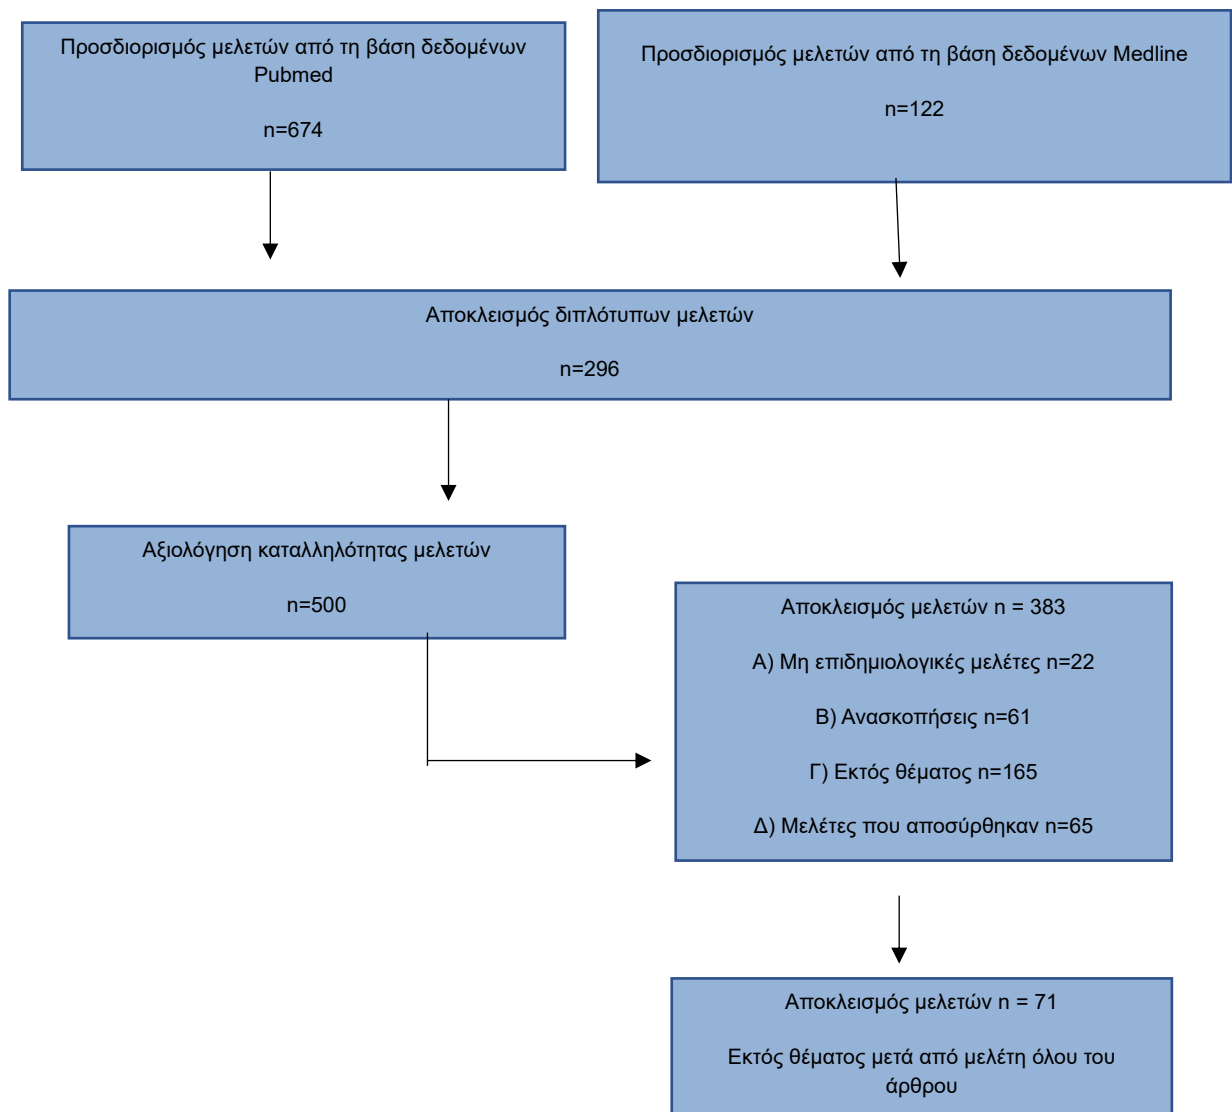 Προσδιορισμός μελετών από τη βάση δεδομένων
Pubmed
n=674
Προσδιορισμός μελετών από τη βάση δεδομένων Medline
n=122
Αποκλεισμός διπλότυπων μελετών
n=296
Αξιολόγηση καταλληλότητας μελετών
n=500
Αποκλεισμός μελετών n = 383
Α) Μη επιδημιολογικές μελέτες n=22
Β) Ανασκοπήσεις n=61
Γ) Εκτός θέματος n=165
Δ) Μελέτες που αποσύρθηκαν n=65
Αποκλεισμός μελετών n = 71
Εκτός θέματος μετά από μελέτη όλου του
άρθρου